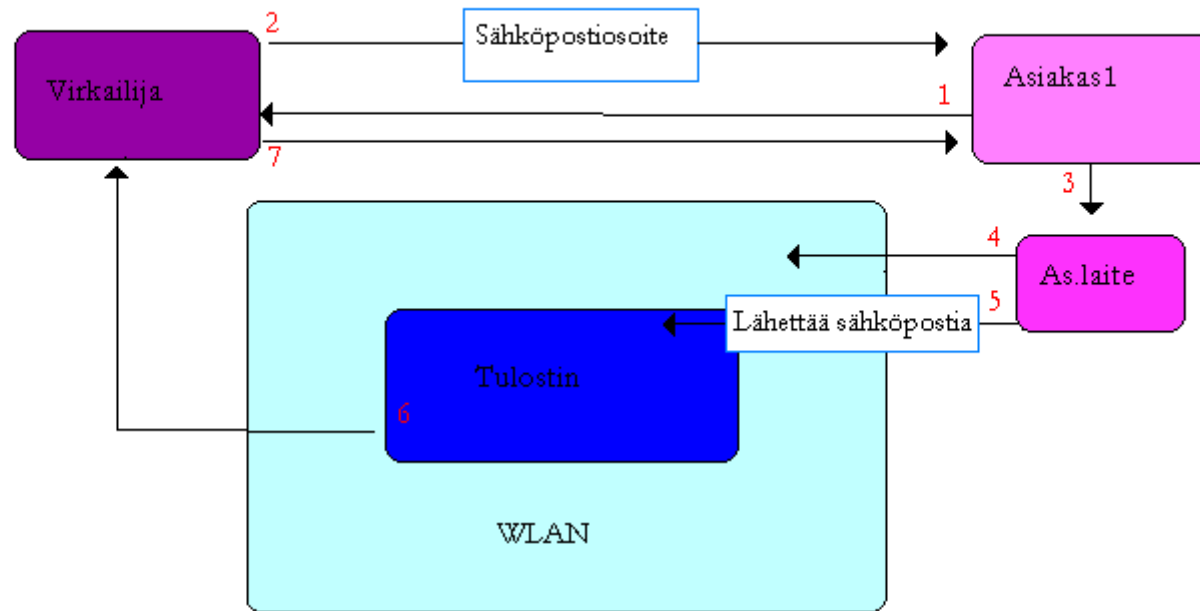 2
Sähköpostiosoite
Virkailija
Asiakas1
1
7
3
4
As.laite
5
Lähettää sähköpostia
Tulostin
6
WLAN